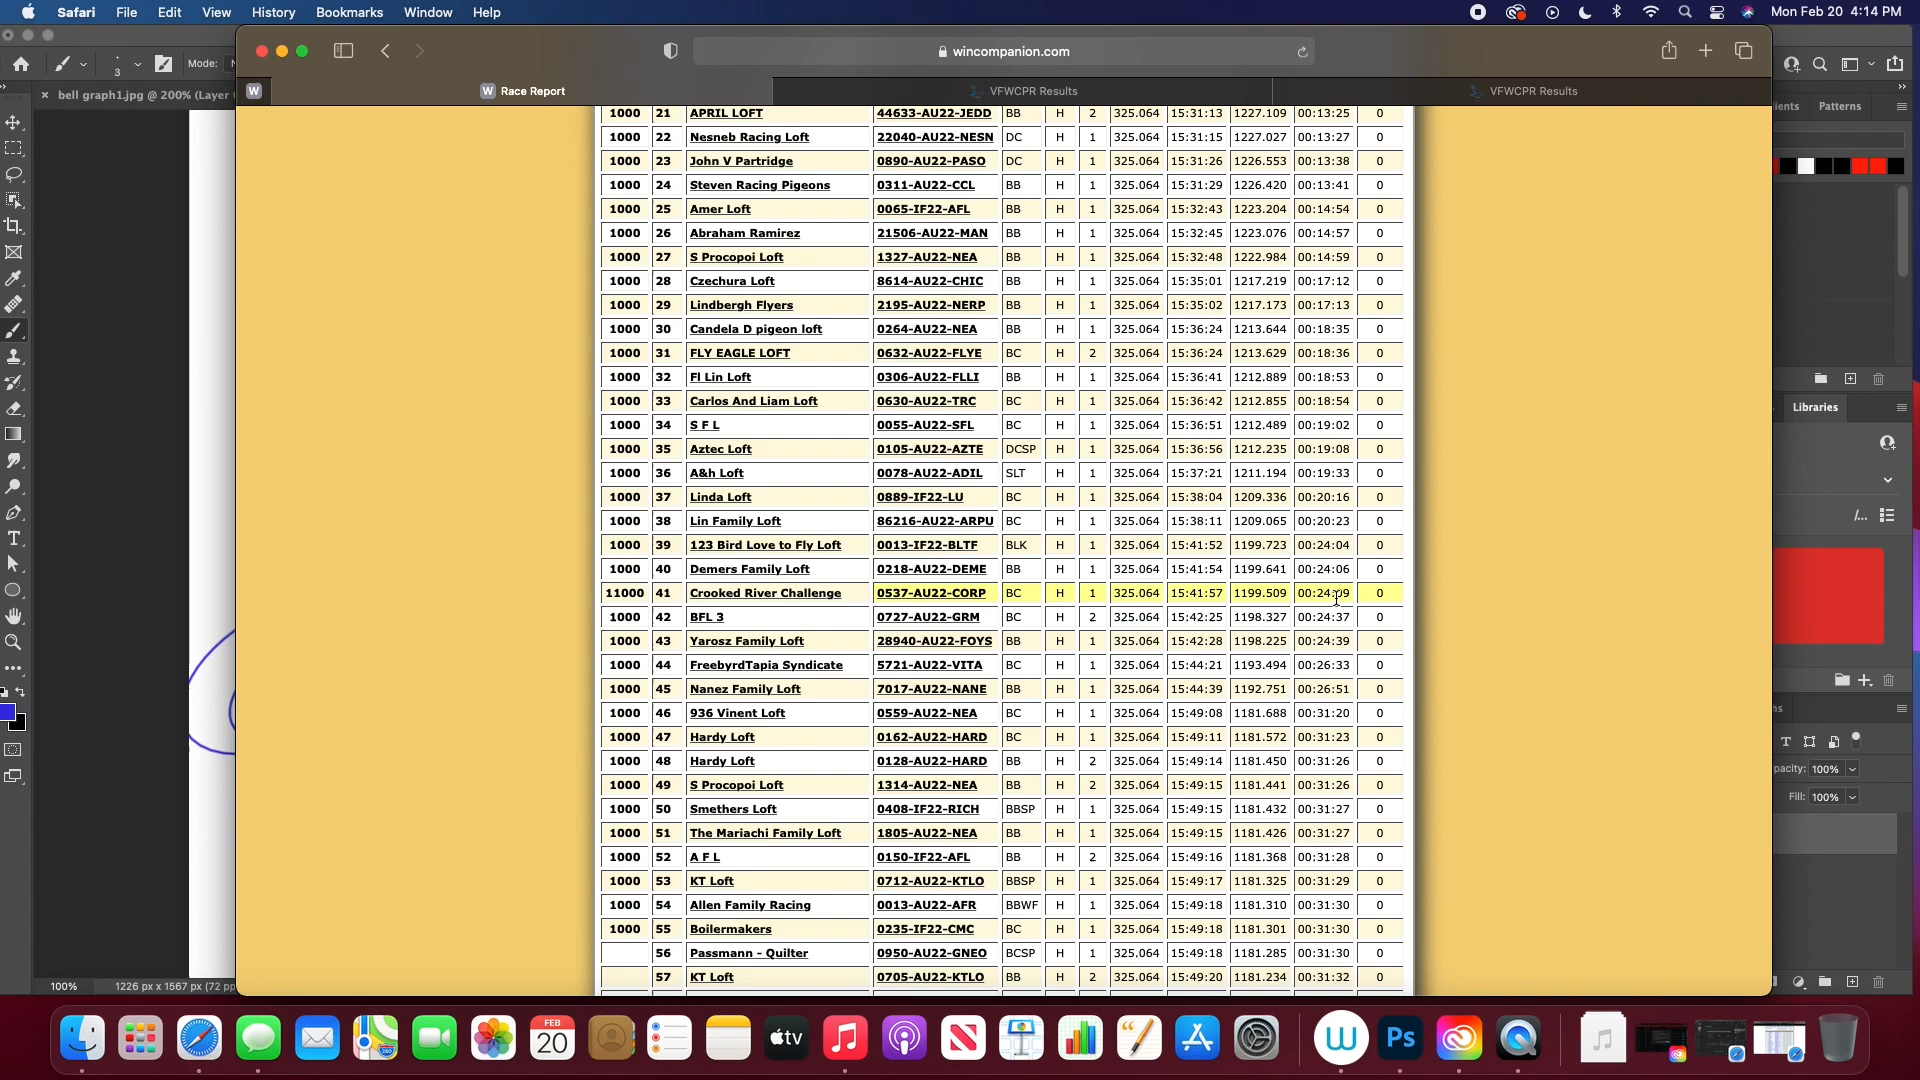 Safari File Edit View History Bookmarks Window Help Mon Feb 20 4:14 PM
wincompanion.com
3 Mode:
W W Race Report VFWCPR Results VFWCPR Results
bell graph1.jpg @ 200% (Layer Patterns
1000 21 APRIL LOFT 44633-AU22-JEDD BB H 2 325.064 15:31:13 1227.109 00:13:25 0
1000 22 Nesneb Racing Loft 22040-AU22-NESN DC H 1 325.064 15:31:15 1227.027 00:13:27 0
1000 23 John V Partridge 0890-AU22-PASO DC H 1 325.064 15:31:26 1226.553 00:13:38 0
1000 24 Steven Racing Pigeons 0311-AU22-CCL BB H 1 325.064 15:31:29 1226.420 00:13:41 0
1000 25 Amer Loft 0065-IF22-AFL BB H 1 325.064 15:32:43 1223.204 00:14:54 0
1000 26 Abraham Ramirez 21506-AU22-MAN BB H 1 325.064 15:32:45 1223.076 00:14:57 0
1000 27 S Procopoi Loft 1327-AU22-NEA BB H 1 325.064 15:32:48 1222.984 00:14:59 0
1000 28 Czechura Loft 8614-AU22-CHIC BB H 1 325.064 15:35:01 1217.219 00:17:12 0
1000 29 Lindbergh Flyers 2195-AU22-NERP BB H 1 325.064 15:35:02 1217.173 00:17:13 0
1000 30 Candela D pigeon loft 0264-AU22-NEA BB H 1 325.064 15:36:24 1213.644 00:18:35 0
1000 31 FLY EAGLE LOFT 0632-AU22-FLYE BC H 2 325.064 15:36:24 1213.629 00:18:36 0
1000 32 Fl Lin Loft 0306-AU22-FLLI BB H 1 325.064 15:36:41 1212.889 00:18:53 0
1000 33 Carlos And Liam Loft 0630-AU22-TRC BC H 1 325.064 15:36:42 1212.855 00:18:54 0
1000 34 S F L 0055-AU22-SFL BC H 1 325.064 15:36:51 1212.489 00:19:02 0
1000 35 Aztec Loft 0105-AU22-AZTE DCSP H 1 325.064 15:36:56 1212.235 00:19:08 0
1000 36 A&h Loft 0078-AU22-ADIL SLT H 1 325.064 15:37:21 1211.194 00:19:33 0
1000 37 Linda Loft 0889-IF22-LU BC H 1 325.064 15:38:04 1209.336 00:20:16 0
1000 38 Lin Family Loft 86216-AU22-ARPU BC H 1 325.064 15:38:11 1209.065 00:20:23 0
1000 39 123 Bird Love to Fly Loft 0013-IF22-BLTF BLK H 1 325.064 15:41:52 1199.723 00:24:04 0
1000 40 Demers Family Loft 0218-AU22-DEME BB H 1 325.064 15:41:54 1199.641 00:24:06 0
11000 41 Crooked River Challenge 0537-AU22-CORP BC H 1 325.064 15:41:57 1199.509 00:24:09 0
1000 42 BFL 3 0727-AU22-GRM BC H 2 325.064 15:42:25 1198.327 00:24:37 0
1000 43 Yarosz Family Loft 28940-AU22-FOYS BB H 1 325.064 15:42:28 1198.225 00:24:39 0
1000 44 FreebyrdTapia Syndicate 5721-AU22-VITA BC H 1 325.064 15:44:21 1193.494 00:26:33 0
1000 45 Nanez Family Loft 7017-AU22-NANE BB H 1 325.064 15:44:39 1192.751 00:26:51 0
1000 46 936 Vinent Loft 0559-AU22-NEA BC H 1 325.064 15:49:08 1181.688 00:31:20 0
1000 47 Hardy Loft 0162-AU22-HARD BC H 1 325.064 15:49:11 1181.572 00:31:23 0
1000 48 Hardy Loft 0128-AU22-HARD BB H 2 325.064 15:49:14 1181.450 00:31:26 0
1000 49 S Procopoi Loft 1314-AU22-NEA BB H 2 325.064 15:49:15 1181.441 00:31:26 0
1000 50 Smethers Loft 0408-IF22-RICH BBSP H 1 325.064 15:49:15 1181.432 00:31:27 0
1000 51 The Mariachi Family Loft 1805-AU22-NEA BB H 1 325.064 15:49:15 1181.426 00:31:27 0
1000 52 A F L 0150-IF22-AFL BB H 2 325.064 15:49:16 1181.368 00:31:28 0
1000 53 KT Loft 0712-AU22-KTLO BBSP H 1 325.064 15:49:17 1181.325 00:31:29 0
1000 54 Allen Family Racing 0013-AU22-AFR BBWF H 1 325.064 15:49:18 1181.310 00:31:30 0
1000 55 Boilermakers 0235-IF22-CMC BC H 1 325.064 15:49:18 1181.301 00:31:30 0
56 Passmann - Quilter 0950-AU22-GNEO BCSP H 1 325.064 15:49:18 1181.285 00:31:30 0
57 KT Loft 0705-AU22-KTLO BB H 2 325.064 15:49:20 1181.234 00:31:32 0
Libraries
pacity: 100%
Fill: 100%
100% 1226 px x 1567 px (72 pp
FEB
20
tv
W
Ps